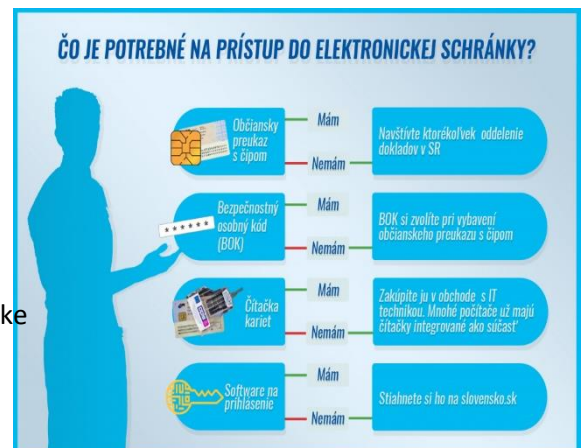 ČO JE POTREBNÉ NA PRÍSTUP DO ELEKTRONICKEJ SCHRÁNKY?
Občiansky
preukaz
s čipom
Mám
Nemám
Navštívte ktorékoľvek oddelenie
dokladov v SR
Bezpečnostný
osobný kód
(BOK)
Mám
Nemám
BOK si zvolíte pri vybavení
občianskeho preukazu s čipom
ke
Čítačka
kariet
Mám
Nemám
Zakúpite ju v obchode s IT
technikou. Mnohé počítače už majú
čítačky integrované ako súčasť
Software na
prihlásenie
Mám
Nemám
Stiahnete si ho na slovensko.sk